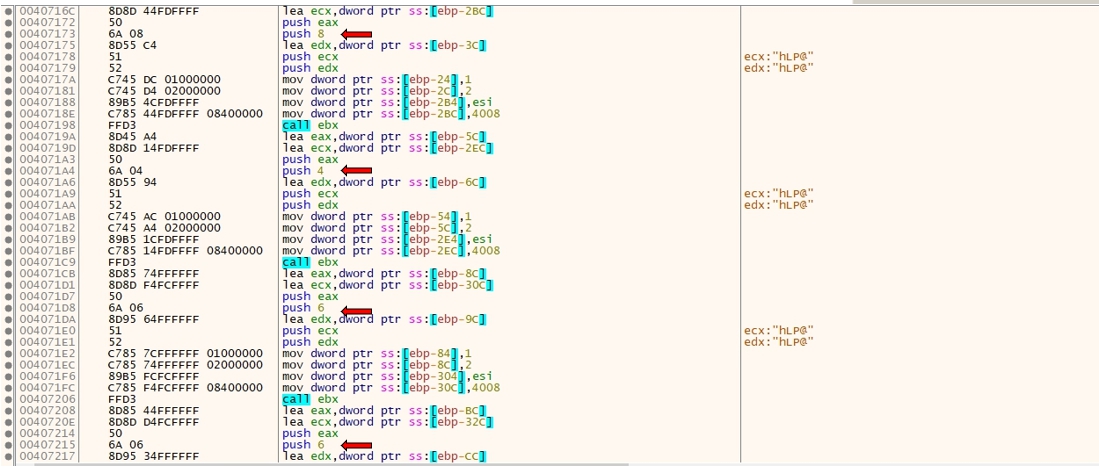 0040716C 8D8D 44FDFFFF lea ecx,dword ptr ss:[ebp-2BC]
00407172 50 push eax
00407173 6A 08 push 8
00407175 8D55 C4 lea edx,dword ptr ss:[ebp-3C]
00407178 51 push ecx ecx:"hLP@"
00407179 52 push edx edx:"hLP@"
0040717A C745 DC 01000000 mov dword ptr ss:[ebp-24],1
00407181 C745 D4 02000000 mov dword ptr ss:[ebp-2C],2
00407188 89B5 4CFDFFFF mov dword ptr ss:[ebp-2B4],esi
0040718E C785 44FDFFFF 08400000 mov dword ptr ss:[ebp-2BC],4008
00407198 FFD3 call ebx
0040719A 8D45 A4 lea eax,dword ptr ss:[ebp-5C]
0040719D 8D8D 14FDFFFF lea ecx,dword ptr ss:[ebp-2EC]
004071A3 50 push eax
004071A4 6A 04 push 4
004071A6 8D55 94 lea edx,dword ptr ss:[ebp-6C]
004071A9 51 push ecx ecx:"hLP@"
004071AA 52 push edx edx:"hLP@"
004071AB C745 AC 01000000 mov dword ptr ss:[ebp-54],1
004071B2 C745 A4 02000000 mov dword ptr ss:[ebp-5C],2
004071B9 89B5 1CFDFFFF mov dword ptr ss:[ebp-2E4],esi
004071BF C785 14FDFFFF 08400000 mov dword ptr ss:[ebp-2EC],4008
004071C9 FFD3 call ebx
004071CB 8D85 74FFFFFF lea eax,dword ptr ss:[ebp-8C]
004071D1 8D8D F4FCFFFF lea ecx,dword ptr ss:[ebp-30C]
004071D7 50 push eax
004071D8 6A 06 push 6
004071DA 8D95 64FFFFFF lea edx,dword ptr ss:[ebp-9C]
004071E0 51 push ecx ecx:"hLP@"
004071E1 52 push edx edx:"hLP@"
004071E2 C785 7CFFFFFF 01000000 mov dword ptr ss:[ebp-84],1
004071EC C785 74FFFFFF 02000000 mov dword ptr ss:[ebp-8C],2
004071F6 89B5 FCFCFFFF mov dword ptr ss:[ebp-304],esi
004071FC C785 F4FCFFFF 08400000 mov dword ptr ss:[ebp-30C],4008
00407206 FFD3 call ebx
00407208 8D85 44FFFFFF lea eax,dword ptr ss:[ebp-BC]
0040720E 8D8D D4FCFFFF lea ecx,dword ptr ss:[ebp-32C]
00407214 50 push eax
00407215 6A 06 push 6
00407217 8D95 34FFFFFF lea edx,dword ptr ss:[ebp-CC]